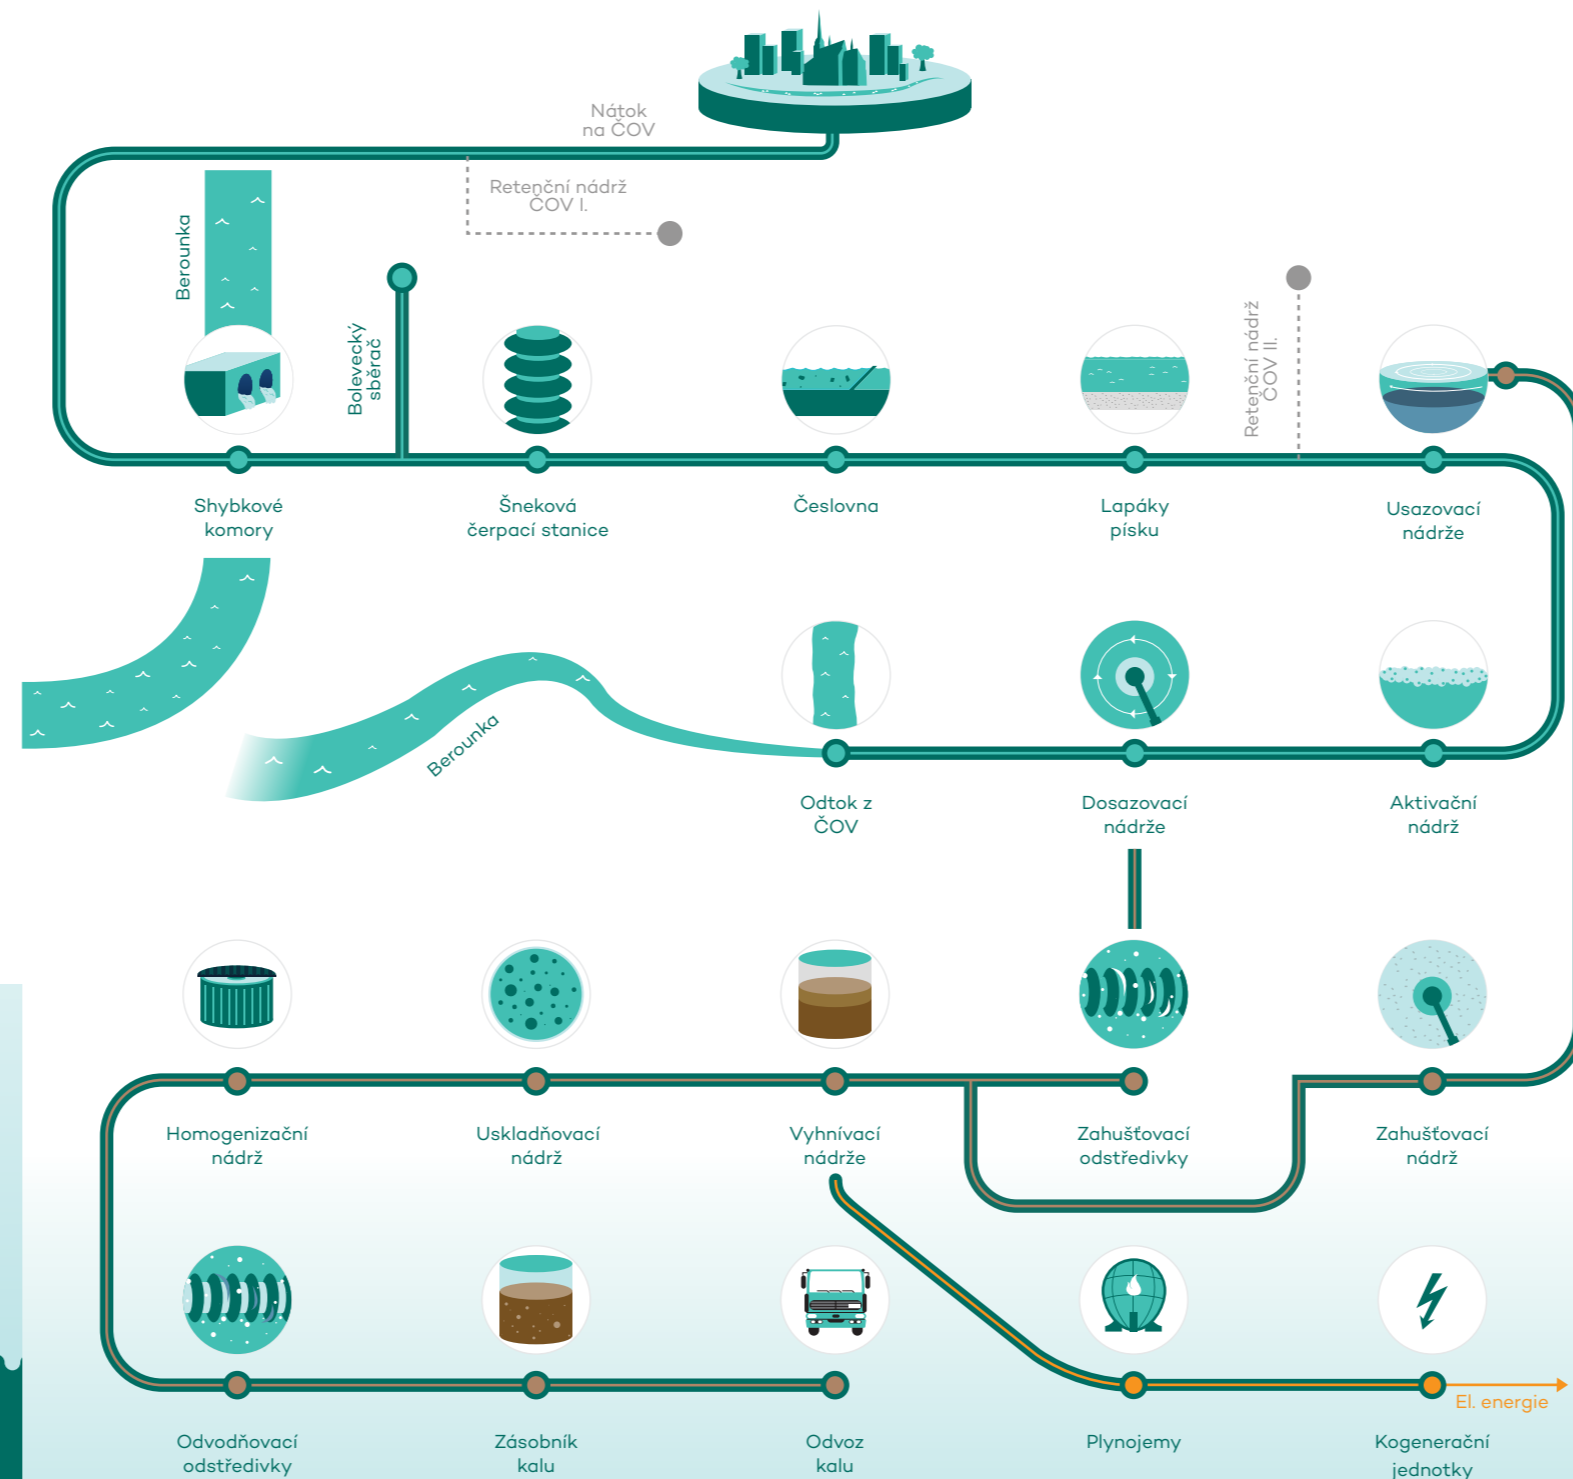 Nátok
na ČOV
Retenční nádrž
ČOV I.
Berounka
Bolevecký
sběrač
Retenční nádrž
ČOV II.
Shybkové
komory
Šneková
čerpací stanice
Česlovna
Lapáky
písku
Usazovací
nádrže
Berounka
Odtok z
ČOV
Dosazovací
nádrže
Aktivační
nádrž
Homogenizační
nádrž
Uskladňovací
nádrž
Vyhnívací
nádrže
Zahušťovací
odstředivky
Zahušťovací
nádrž
El. energie
Odvodňovací
odstředivky
Zásobník
kalu
Odvoz
kalu
Plynojemy
Kogenerační
jednotky